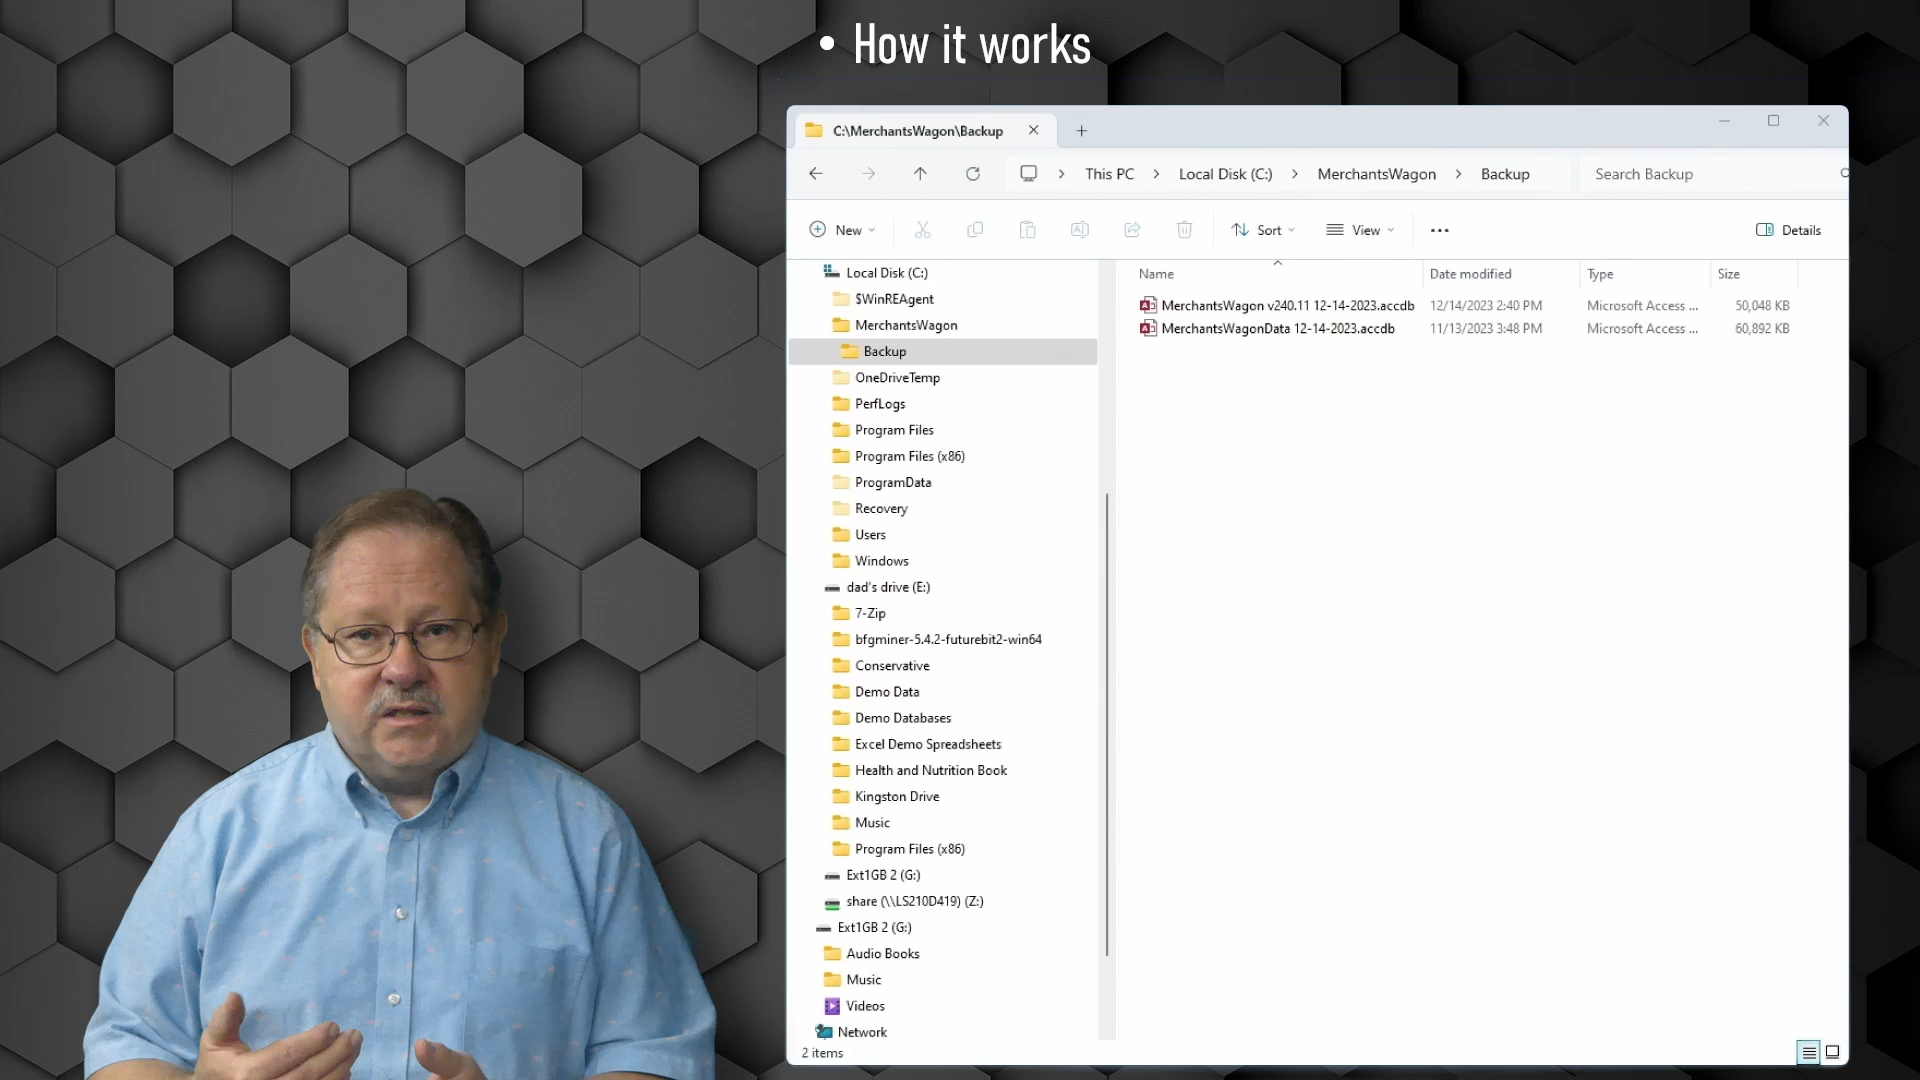 • How it works
C:\MerchantsWagon\Backup
This PC > Local Disk (C:) > MerchantsWagon > Backup
Search Backup
New
Sort
View
Details
Name Date modified Type Size
MerchantsWagon v240.11 12-14-2023.accdb 12/14/2023 2:40 PM Microsoft Access ... 50,048 KB
MerchantsWagonData 12-14-2023.accdb 11/13/2023 3:48 PM Microsoft Access ... 60,892 KB
Local Disk (C:)
$WinREAgent
MerchantsWagon
Backup
OneDriveTemp
PerfLogs
Program Files
Program Files (x86)
ProgramData
Recovery
Users
Windows
dad's drive (E:)
7-Zip
bfgminer-5.4.2-futurebit2-win64
Conservative
Demo Data
Demo Databases
Excel Demo Spreadsheets
Health and Nutrition Book
Kingston Drive
Music
Program Files (x86)
Ext1GB 2 (G:)
share (\\LS210D419) (Z:)
Ext1GB 2 (G:)
Audio Books
Music
Videos
Network
2 items